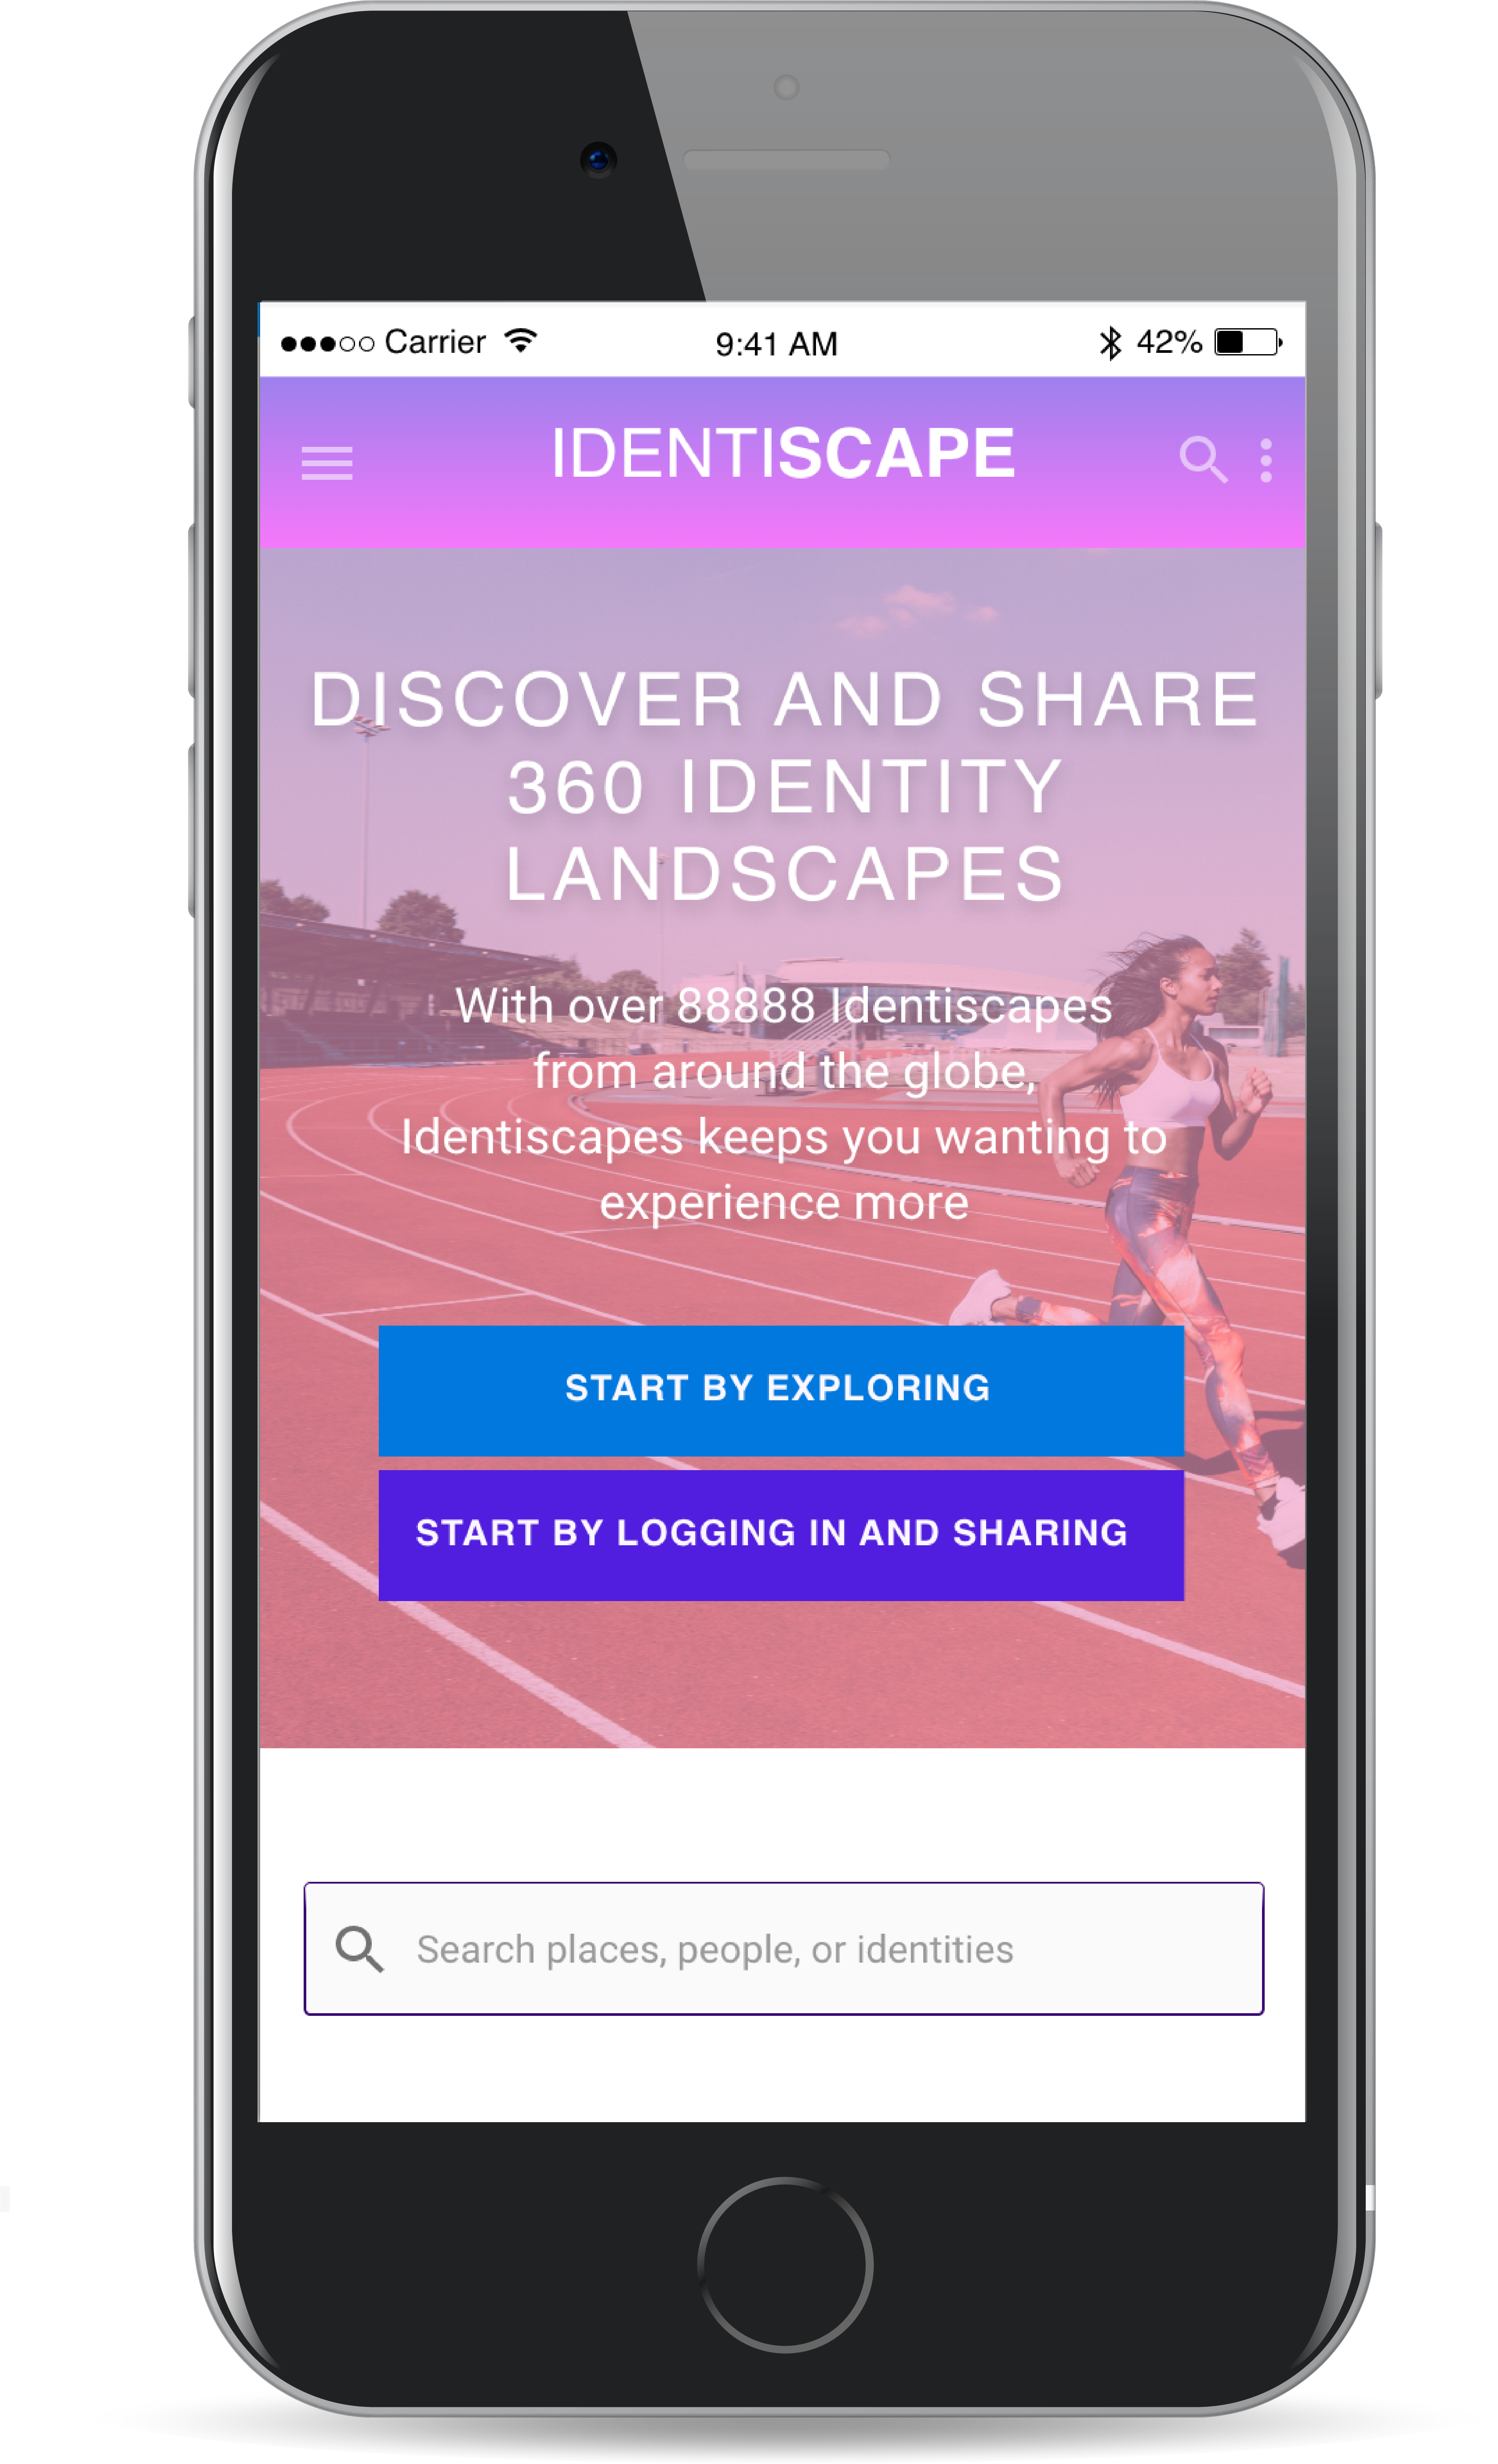 Carrier 9:41 AM 42%
IDENTISCAPE
DISCOVER AND SHARE
360 IDENTITY
LANDSCAPES
With over 88888 Identiscapes
from around the globe,
Identiscapes keeps you wanting to
experience more
START BY EXPLORING
START BY LOGGING IN AND SHARING
Search places, people, or identities